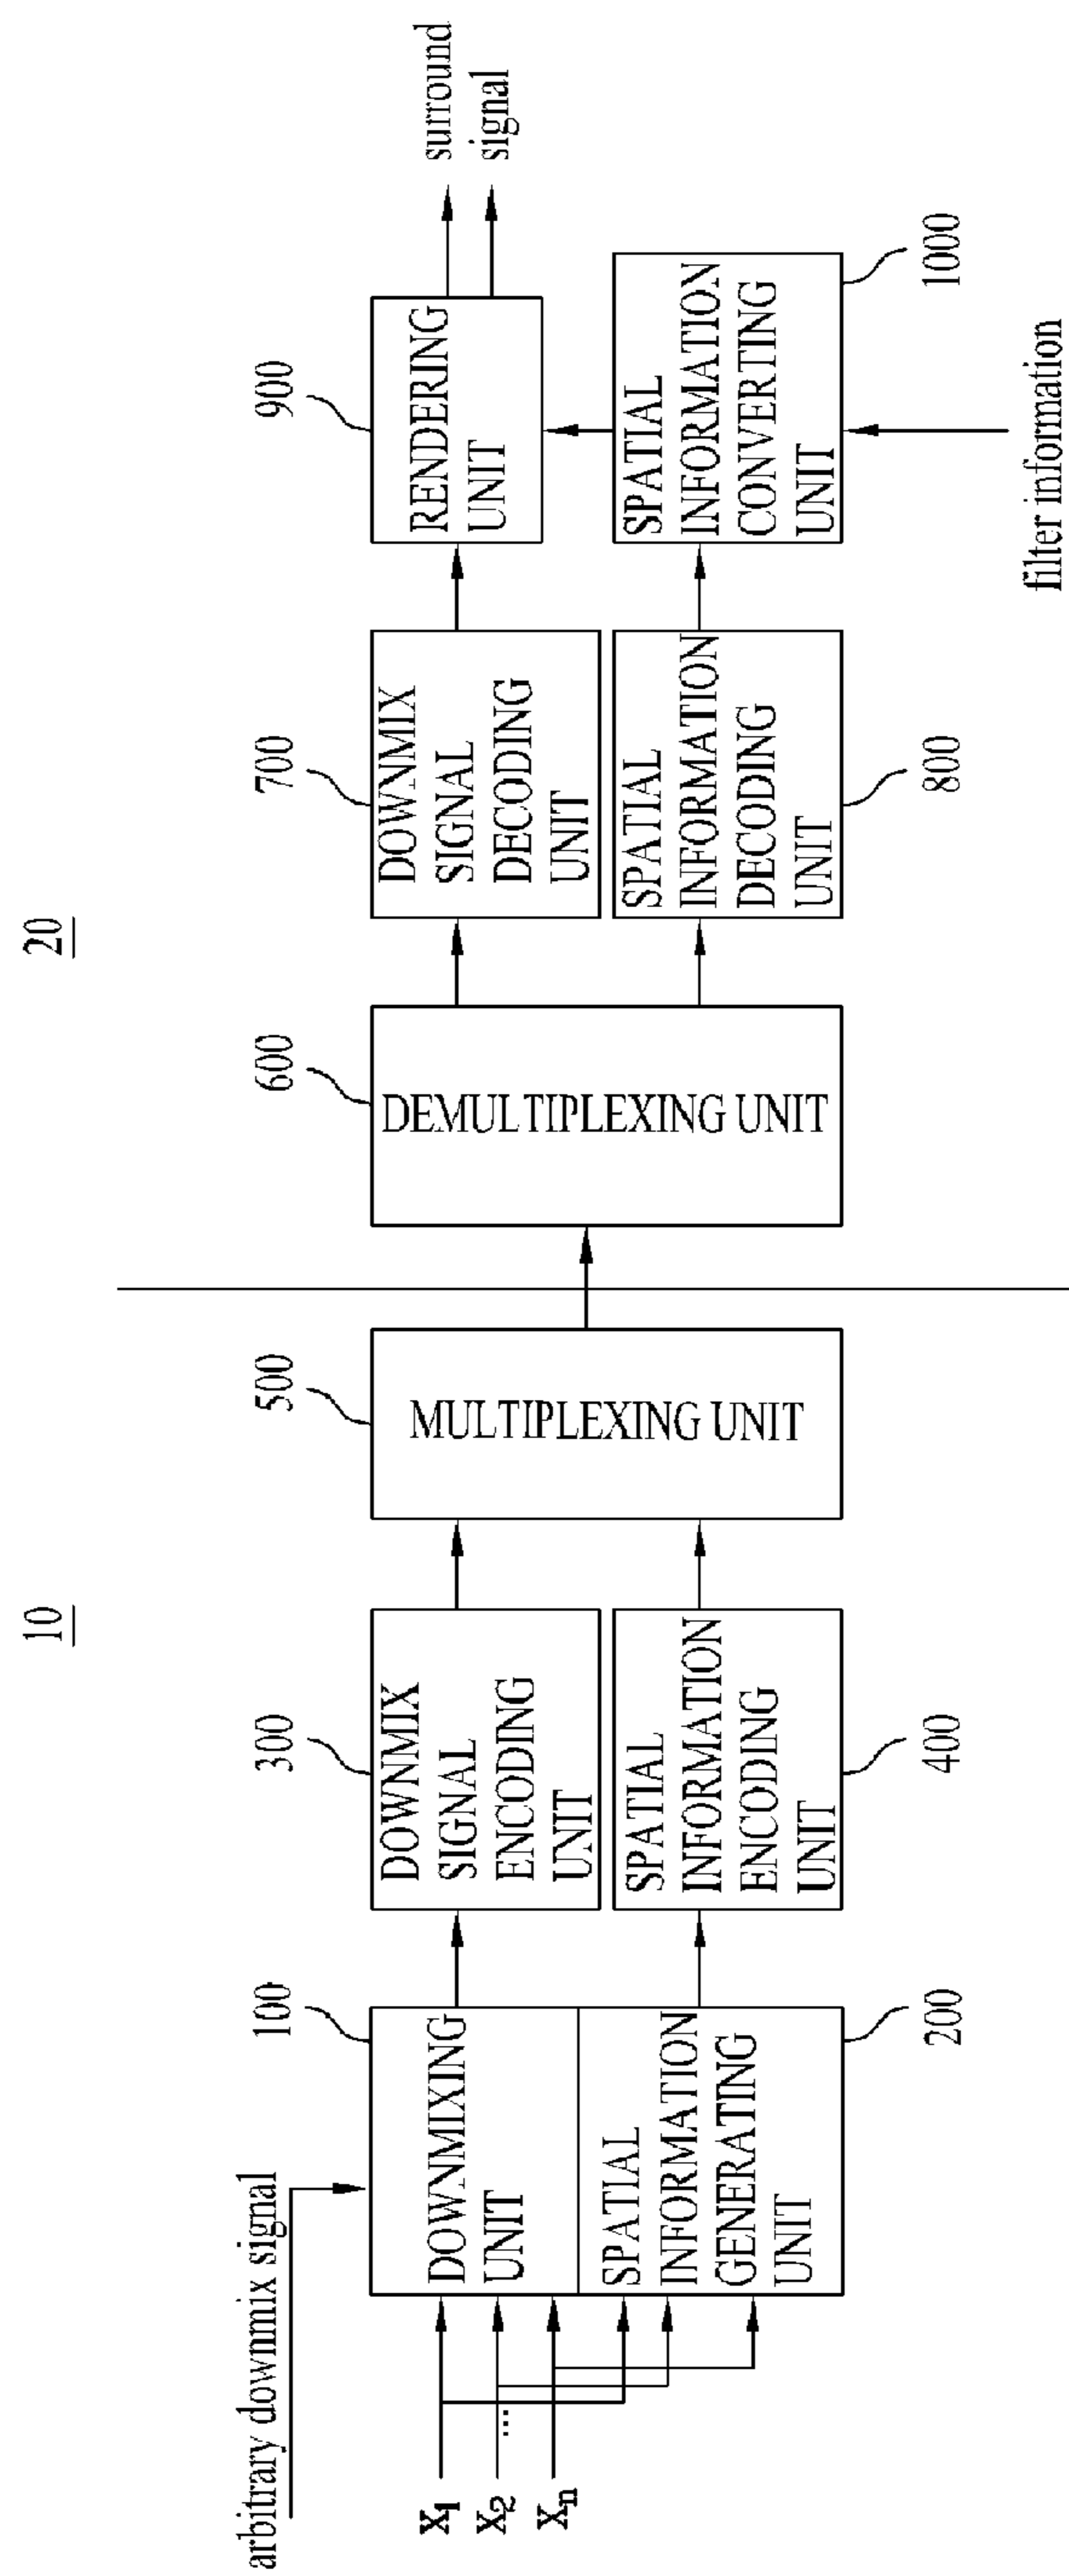 10
20
arbitrary downmix signal
X1
X2
...
Xn
100
DOWNMIXING
UNIT
SPATIAL
INFORMATION
GENERATING
UNIT
200
300
DOWNMIX
SIGNAL
ENCODING
UNIT
SPATIAL
INFORMATION
ENCODING
UNIT
400
500
MULTIPLEXING UNIT
600
DEMULTIPLEXING UNIT
700
DOWNMIX
SIGNAL
DECODING
UNIT
SPATIAL
INFORMATION
DECODING
UNIT
800
900
RENDERING
UNIT
SPATIAL
INFORMATION
CONVERTING
UNIT
1000
surround
signal
filter information